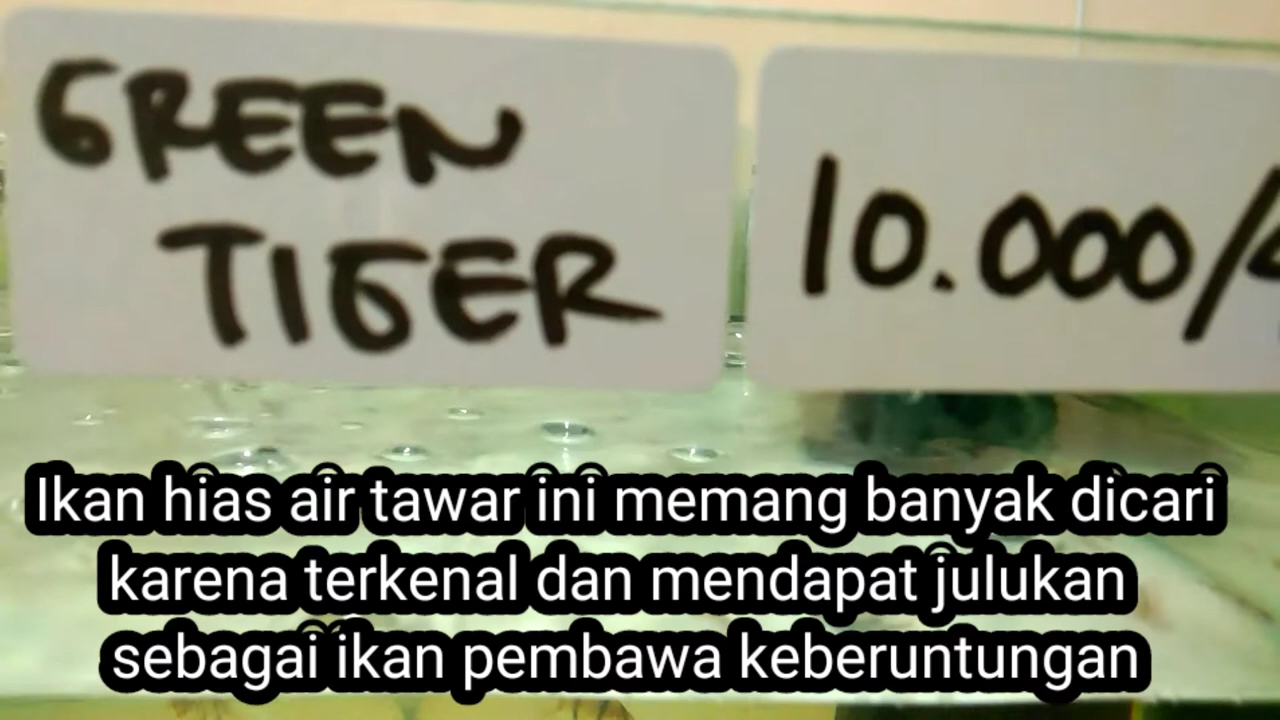 GREEN
TIGER
10.000/
Ikan hias air tawar ini memang banyak dicari
karena terkenal dan mendapat julukan
sebagai ikan pembawa keberuntungan